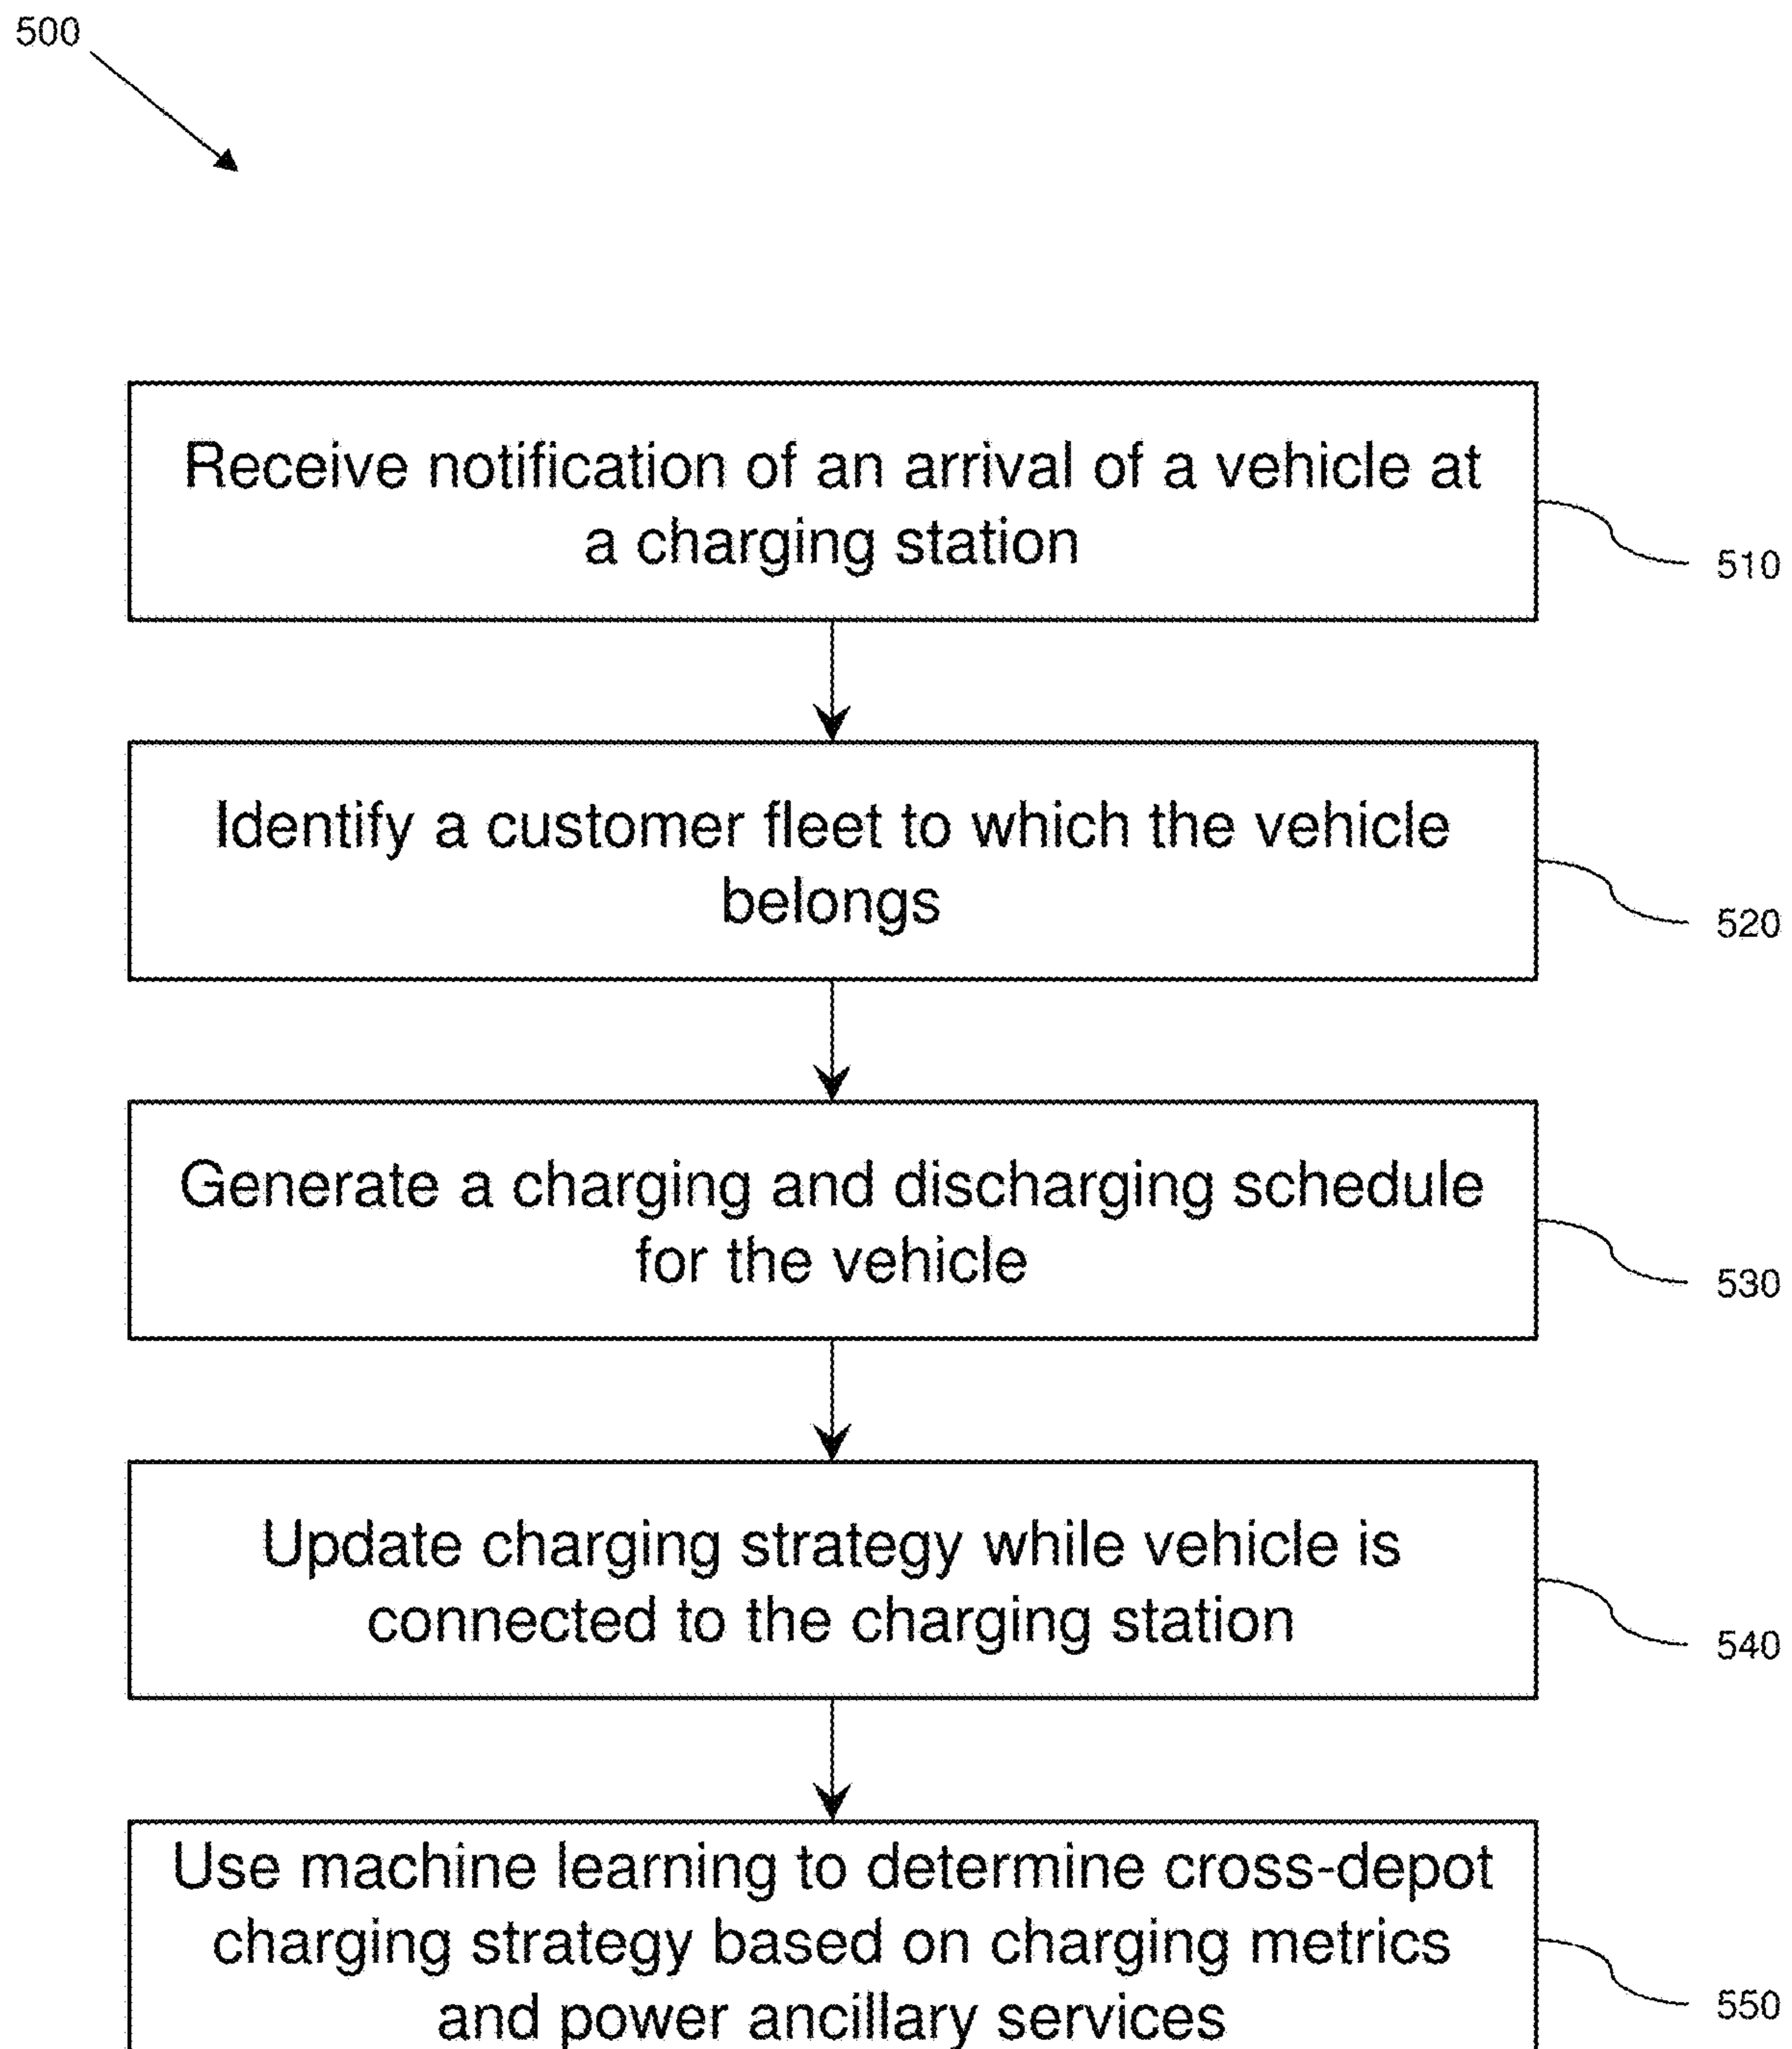 500
Receive notification of an arrival of a vehicle at
a charging station
510
Identify a customer fleet to which the vehicle
belongs
520
Generate a charging and discharging schedule
for the vehicle
530
Update charging strategy while vehicle is
connected to the charging station
540
Use machine learning to determine cross-depot
charging strategy based on charging metrics
and power ancillary services
550